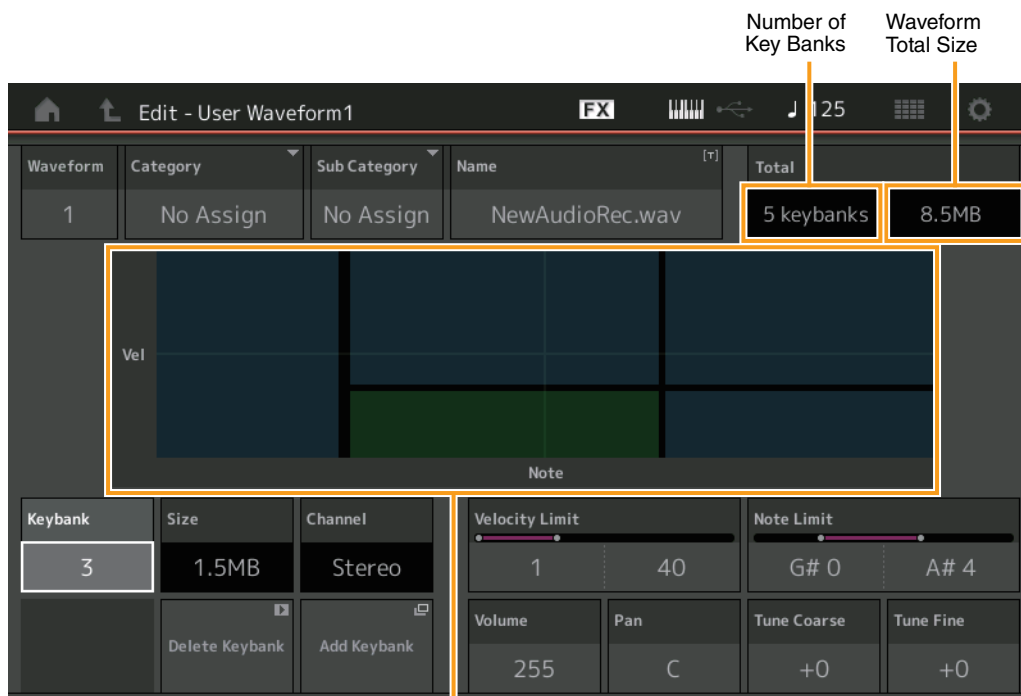 Number of
Key Banks
Waveform
Total Size
Edit - User Waveform1
FX
♩ 125
Waveform
Category
Sub Category
Name
[T]
Total
1
No Assign
No Assign
NewAudioRec.wav
5 keybanks
8.5MB
Vel
Note
Keybank
Size
Channel
Velocity Limit
Note Limit
3
1.5MB
Stereo
1
40
G# 0
A# 4
Delete Keybank
Add Keybank
Volume
Pan
Tune Coarse
Tune Fine
255
C
+0
+0